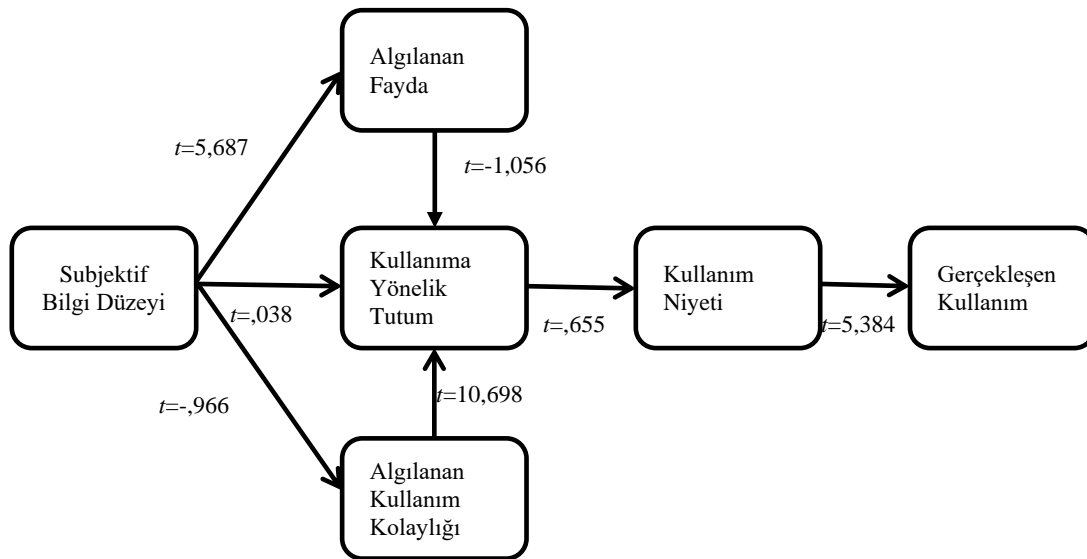 Algılanan
Fayda
t=5,687
t=-1,056
Subjektif
Bilgi Düzeyi
Kullanıma
Yönelik
Tutum
Kullanım
Niyeti
Gerçekleşen
Kullanım
t=,038
t=,655
t=5,384
t=-,966
t=10,698
Algılanan
Kullanım
Kolaylığı